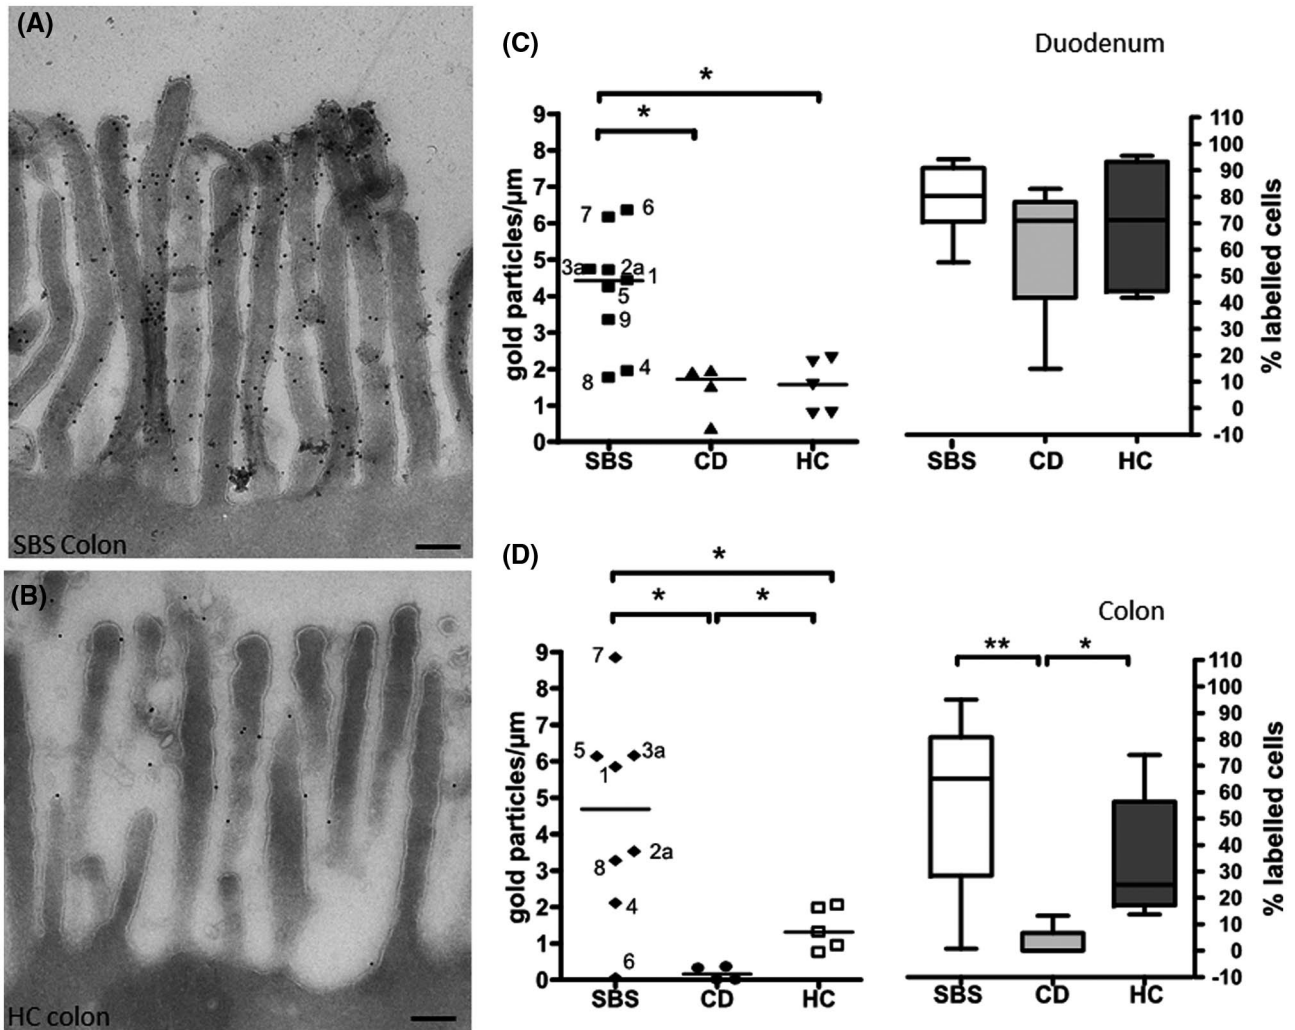 (A)
SBS Colon
(B)
HC colon
(C)
Duodenum
*
*
9
8
7
6
5
4
3
2
1
0
gold particles/µm
7
6
3a
2a
1
5
9
4
8
SBS
CD
HC
110
100
90
80
70
60
50
40
30
20
10
0
-10
% labelled cells
SBS
CD
HC
(D)
Colon
*
*
*
9
8
7
6
5
4
3
2
1
0
gold particles/µm
7
5
3a
1
8
2a
4
6
SBS
CD
HC
**
*
110
100
90
80
70
60
50
40
30
20
10
0
-10
% labelled cells
SBS
CD
HC